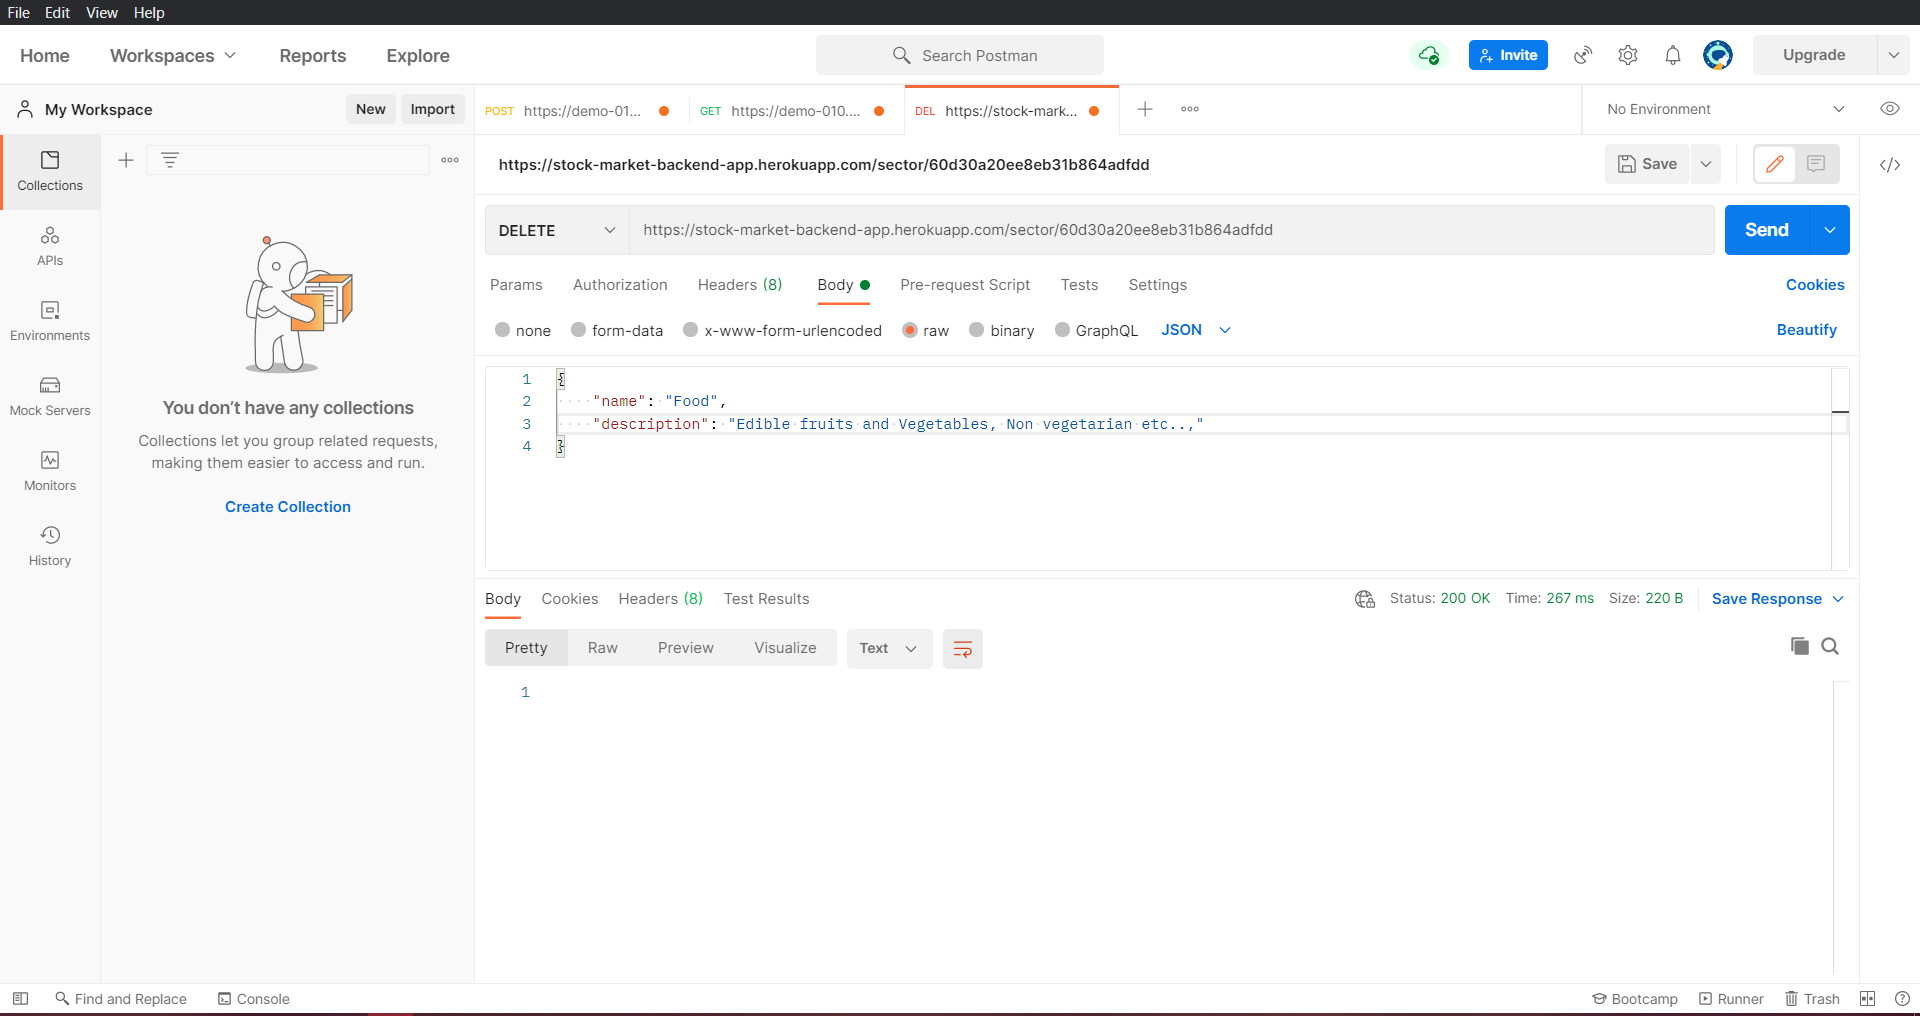 File Edit View Help
Home Workspaces Reports Explore Search Postman Invite Upgrade
My Workspace New Import POST https://demo-01... GET https://demo-010.... DEL https://stock-mark... No Environment
Collections
APIs
Environments
Mock Servers
Monitors
History
You don't have any collections
Collections let you group related requests,
making them easier to access and run.
Create Collection
https://stock-market-backend-app.herokuapp.com/sector/60d30a20ee8eb31b864adfdd Save
DELETE https://stock-market-backend-app.herokuapp.com/sector/60d30a20ee8eb31b864adfdd Send
Params Authorization Headers (8) Body Pre-request Script Tests Settings Cookies
none form-data x-www-form-urlencoded raw binary GraphQL JSON Beautify
1 {
2 "name": "Food",
3 "description": "Edible fruits and Vegetables, Non vegetarian etc..,"
4 }
Body Cookies Headers (8) Test Results Status: 200 OK Time: 267 ms Size: 220 B Save Response
Pretty Raw Preview Visualize Text
1
Find and Replace Console Bootcamp Runner Trash